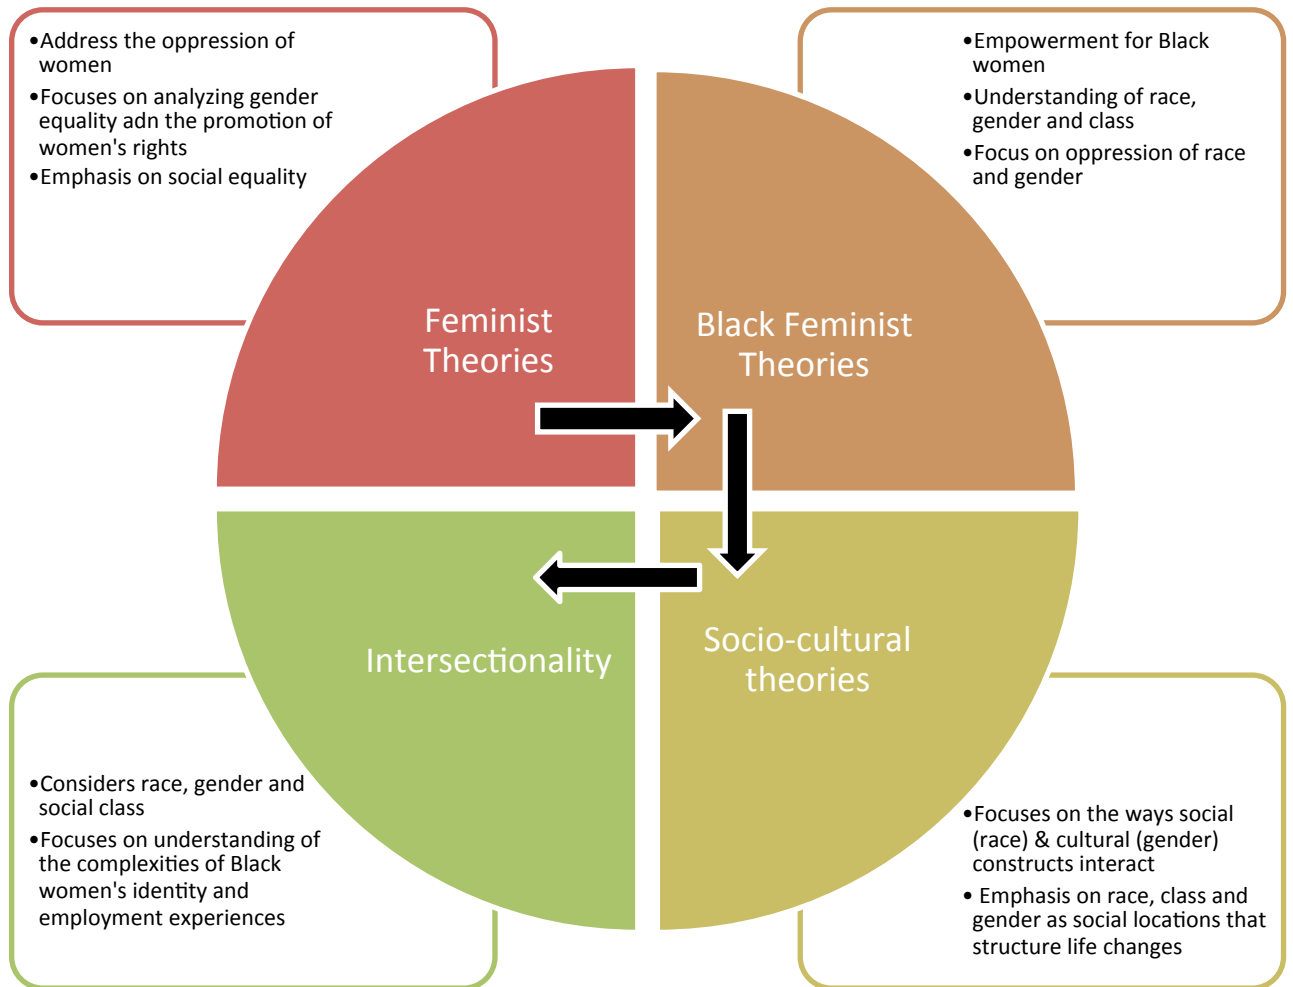 •Address the oppression of
women
•Focuses on analyzing gender
equality adn the promotion of
women's rights
•Emphasis on social equality
•Empowerment for Black
women
•Understanding of race,
gender and class
•Focus on oppression of race
and gender
Feminist
Theories
Black Feminist
Theories
Intersectionality
Socio-cultural
theories
•Considers race, gender and
social class
•Focuses on understanding of
the complexities of Black
women's identity and
employment experiences
•Focuses on the ways social
(race) & cultural (gender)
constructs interact
• Emphasis on race, class and
gender as social locations that
structure life changes